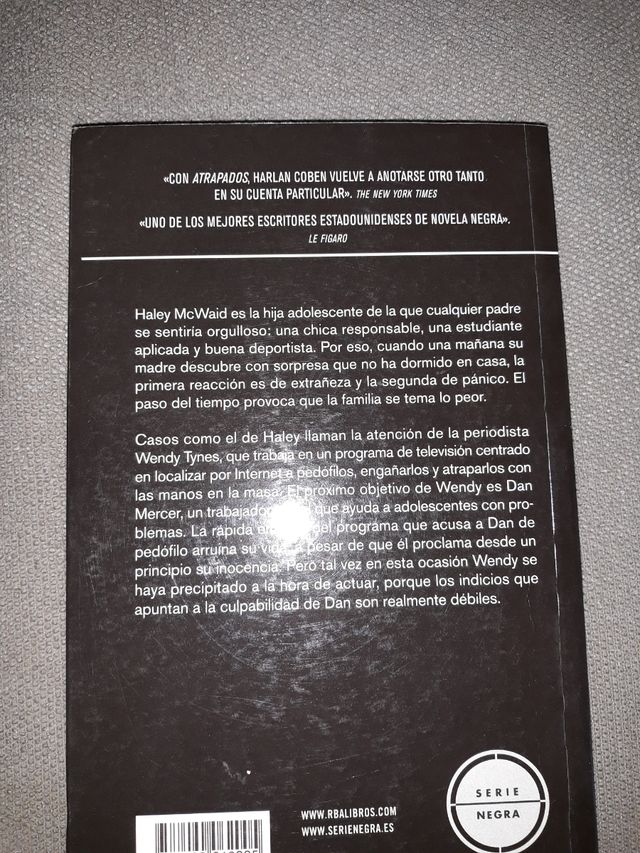 «CON ATRAPADOS, HARLAN COBEN VUELVE A ANOTARSE OTRO TANTO
EN SU CUENTA PARTICULAR». THE NEW YORK TIMES
«UNO DE LOS MEJORES ESCRITORES ESTADOUNIDENSES DE NOVELA NEGRA».
LE FIGARO
Haley McWaid es la hija adolescente de la que cualquier padre
se sentiría orgulloso: una chica responsable, una estudiante
aplicada y buena deportista. Por eso, cuando una mañana su
madre descubre con sorpresa que no ha dormido en casa, la
primera reacción es de extrañeza y la segunda de pánico. El
paso del tiempo provoca que la familia se tema lo peor.
Casos como el de Haley llaman la atención de la periodista
Wendy Tynes, que trabaja en un programa de televisión centrado
en localizar por Internet a pedófilos, engañarlos y atraparlos con
las manos en la masa. El próximo objetivo de Wendy es Dan
Mercer, un trabajador que ayuda a adolescentes con pro-
blemas. La rápida del programa que acusa a Dan de
pedófilo arruina su vida, a pesar de que él proclama desde un
principio su inocencia. Pero tal vez en esta ocasión Wendy se
haya precipitado a la hora de actuar, porque los indicios que
apuntan a la culpabilidad de Dan son realmente débiles.
WWW.RBALIBROS.COM
WWW.SERIENEGRA.ES
SERIE
NEGRA